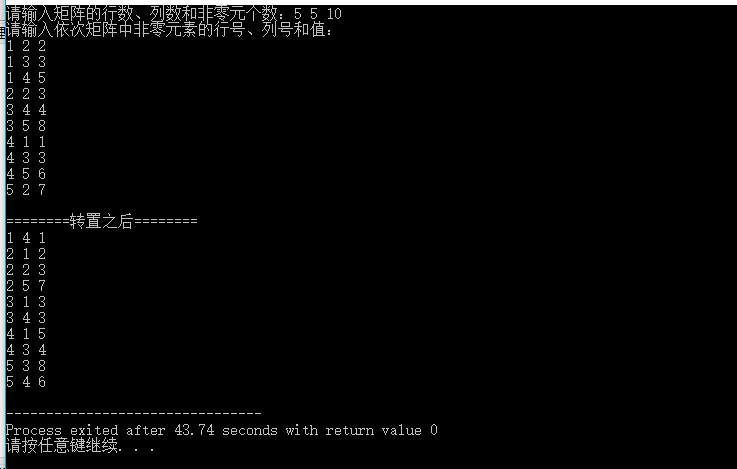 请输入矩阵的行数、列数和非零元个数：5 5 10
请输入依次矩阵中非零元素的行号、列号和值：
1 2 2
1 3 3
1 4 5
2 2 3
3 4 4
3 5 8
4 1 1
4 3 3
4 5 6
5 2 7
========转置之后========
1 4 1
2 1 2
2 2 3
2 5 7
3 1 3
3 4 3
4 1 5
4 3 4
5 3 8
5 4 6
--------------------------------
Process exited after 43.74 seconds with return value 0
请按任意键继续. . .